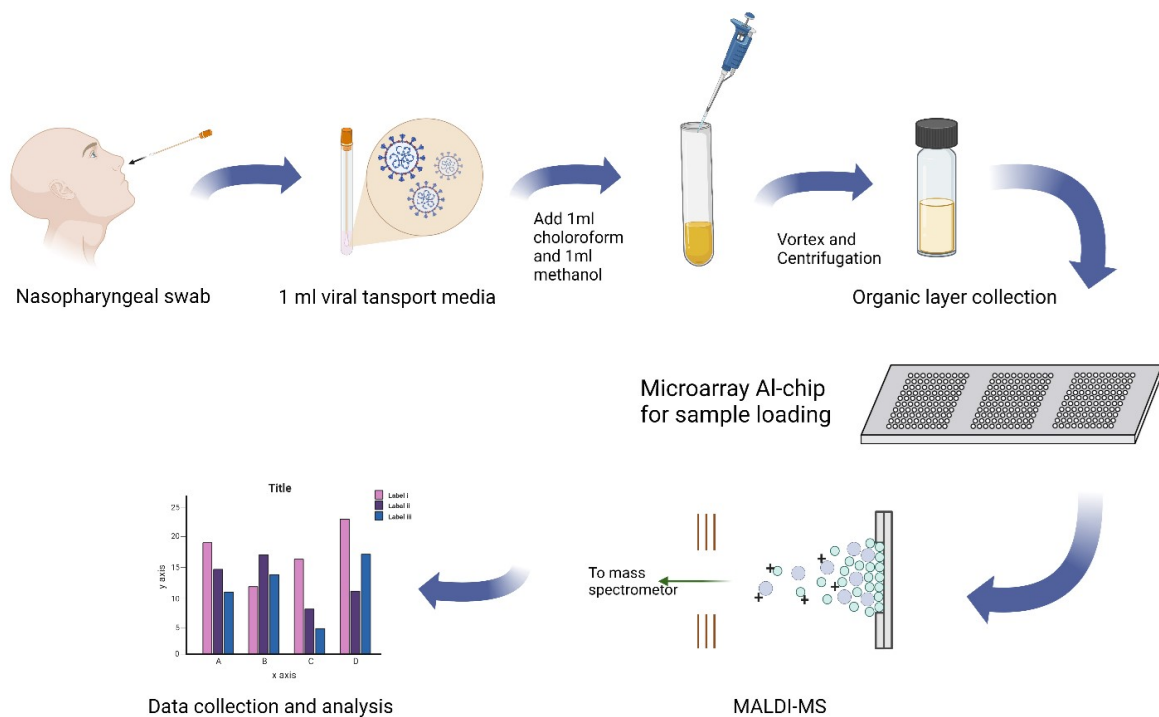 Nasopharyngeal swab
1 ml viral tansport media
Add 1ml
choloroform
and 1ml
methanol
Vortex and
Centrifugation
Organic layer collection
Microarray Al-chip
for sample loading
To mass
spectrometor
MALDI-MS
Title
Label i
Label ii
Label iii
y axis
25
20
15
10
5
0
A B C D
x axis
Data collection and analysis